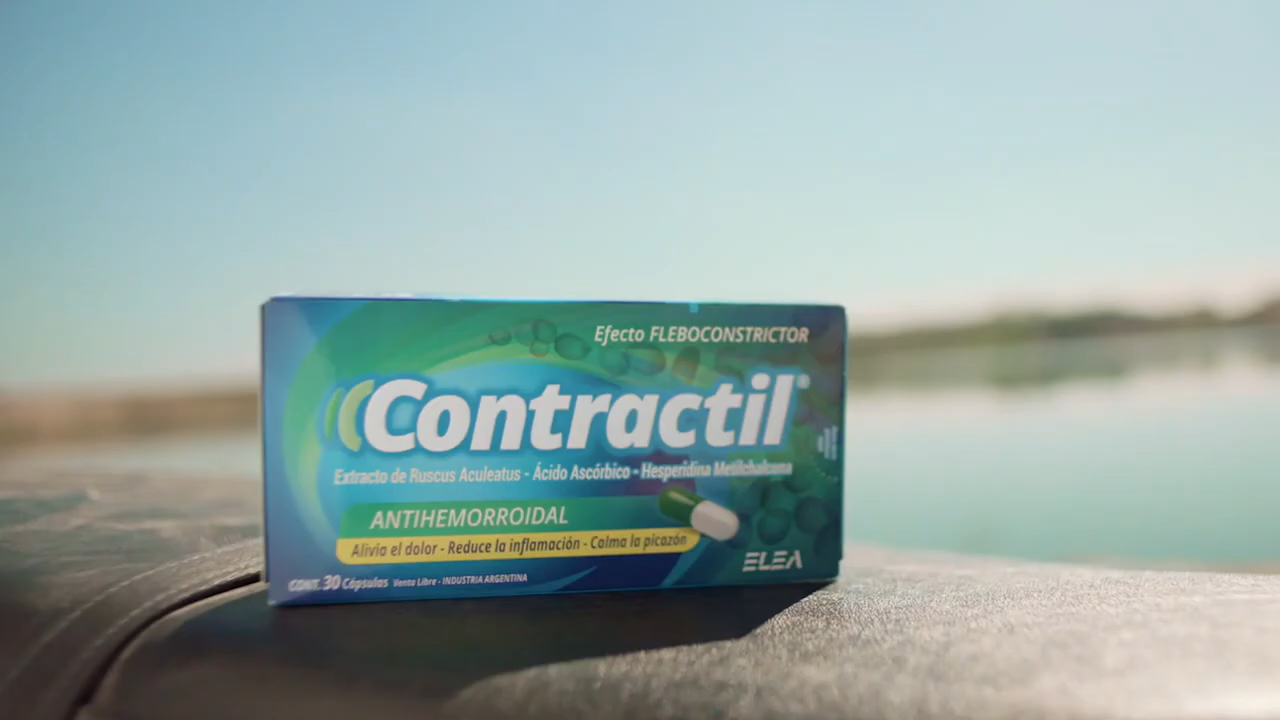 Efecto FLEBOCONSTRICTOR
Contractil®
Extracto de Ruscus Aculeatus - Ácido Ascórbico - Hesperidina Metilchalcona
ANTIHEMORROIDAL
Alivia el dolor - Reduce la inflamación - Calma la picazón
CONT. 30 Cápsulas Venta Libre - INDUSTRIA ARGENTINA
ELEA